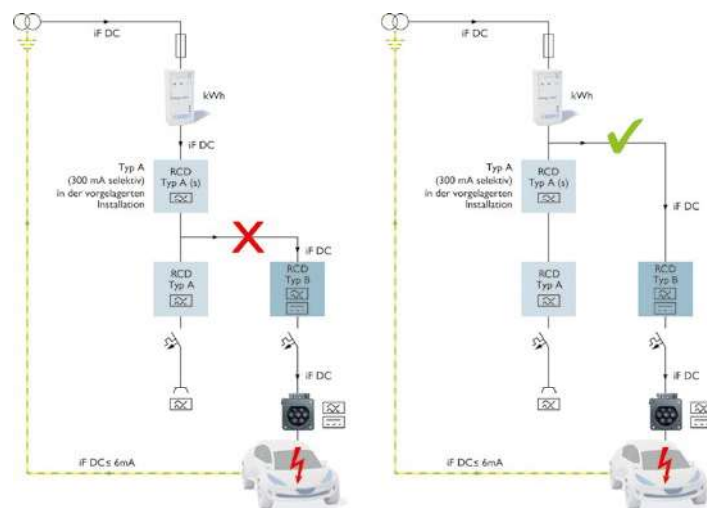 iF DC
kWh
iF DC
Typ A
(300 mA selektiv)
in der vorgelagerten
Installation
RCD
Typ A (s)
iF DC
RCD
Typ A
RCD
Typ B
iF DC
iF DC≤ 6mA
iF DC
kWh
Typ A
(300 mA selektiv)
in der vorgelagerten
Installation
RCD
Typ A (s)
iF DC
RCD
Typ A
RCD
Typ B
iF DC
iF DC≤ 6mA